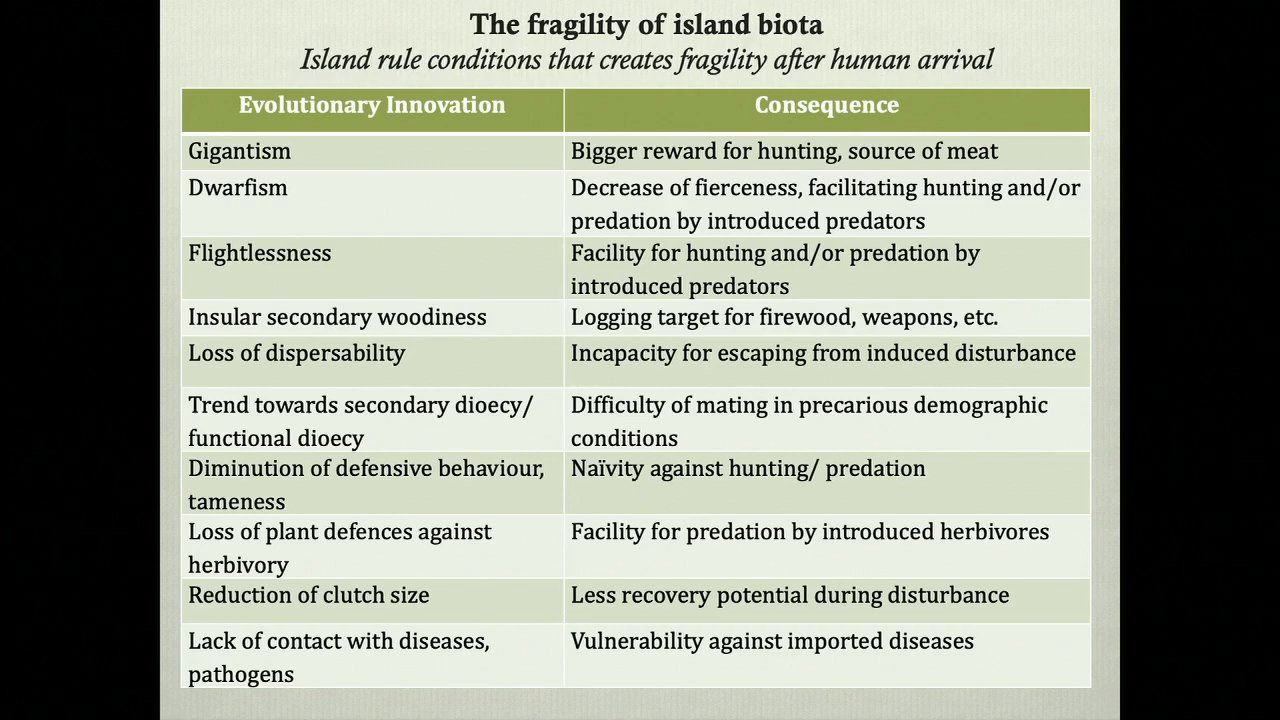 The fragility of island biota
Island rule conditions that creates fragility after human arrival
Evolutionary Innovation Consequence
Gigantism Bigger reward for hunting, source of meat
Dwarfism Decrease of fierceness, facilitating hunting and/or
predation by introduced predators
Flightlessness Facility for hunting and/or predation by
introduced predators
Insular secondary woodiness Logging target for firewood, weapons, etc.
Loss of dispersability Incapacity for escaping from induced disturbance
Trend towards secondary dioecy/ Difficulty of mating in precarious demographic
functional dioecy conditions
Diminution of defensive behaviour, Naïvity against hunting/ predation
tameness
Loss of plant defences against Facility for predation by introduced herbivores
herbivory
Reduction of clutch size Less recovery potential during disturbance
Lack of contact with diseases, Vulnerability against imported diseases
pathogens